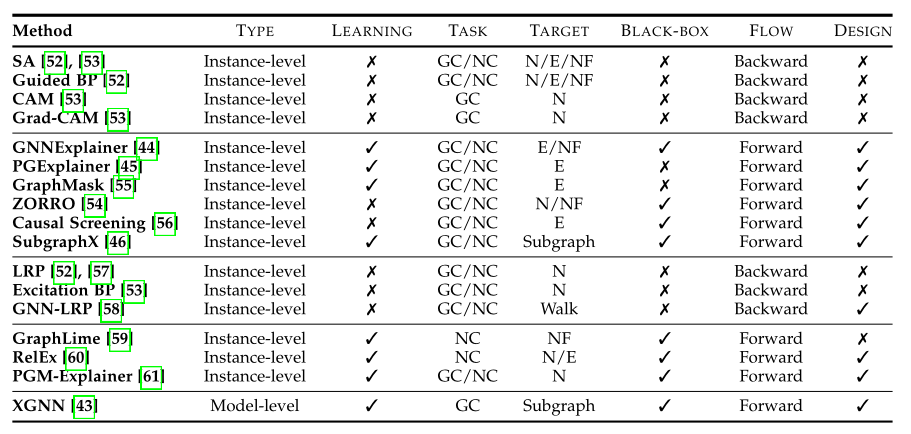 Method TYPE LEARNING TASK TARGET BLACK-BOX FLOW DESIGN
SA [52], [53] Instance-level ✗ GC/NC N/E/NF ✗ Backward ✗
Guided BP [52] Instance-level ✗ GC/NC N/E/NF ✗ Backward ✗
CAM [53] Instance-level ✗ GC N ✗ Backward ✗
Grad-CAM [53] Instance-level ✗ GC N ✗ Backward ✗
GNNExplainer [44] Instance-level ✓ GC/NC E/NF ✓ Forward ✓
PGExplainer [45] Instance-level ✓ GC/NC E ✗ Forward ✓
GraphMask [55] Instance-level ✓ GC/NC E ✗ Forward ✓
ZORRO [54] Instance-level ✗ GC/NC N/NF ✓ Forward ✓
Causal Screening [56] Instance-level ✗ GC/NC E ✓ Forward ✓
SubgraphX [46] Instance-level ✓ GC/NC Subgraph ✓ Forward ✓
LRP [52], [57] Instance-level ✗ GC/NC N ✗ Backward ✗
Excitation BP [53] Instance-level ✗ GC/NC N ✗ Backward ✗
GNN-LRP [58] Instance-level ✗ GC/NC Walk ✗ Backward ✓
GraphLime [59] Instance-level ✓ NC NF ✓ Forward ✗
RelEx [60] Instance-level ✓ NC N/E ✓ Forward ✓
PGM-Explainer [61] Instance-level ✓ GC/NC N ✓ Forward ✓
XGNN [43] Model-level ✓ GC Subgraph ✓ Forward ✓